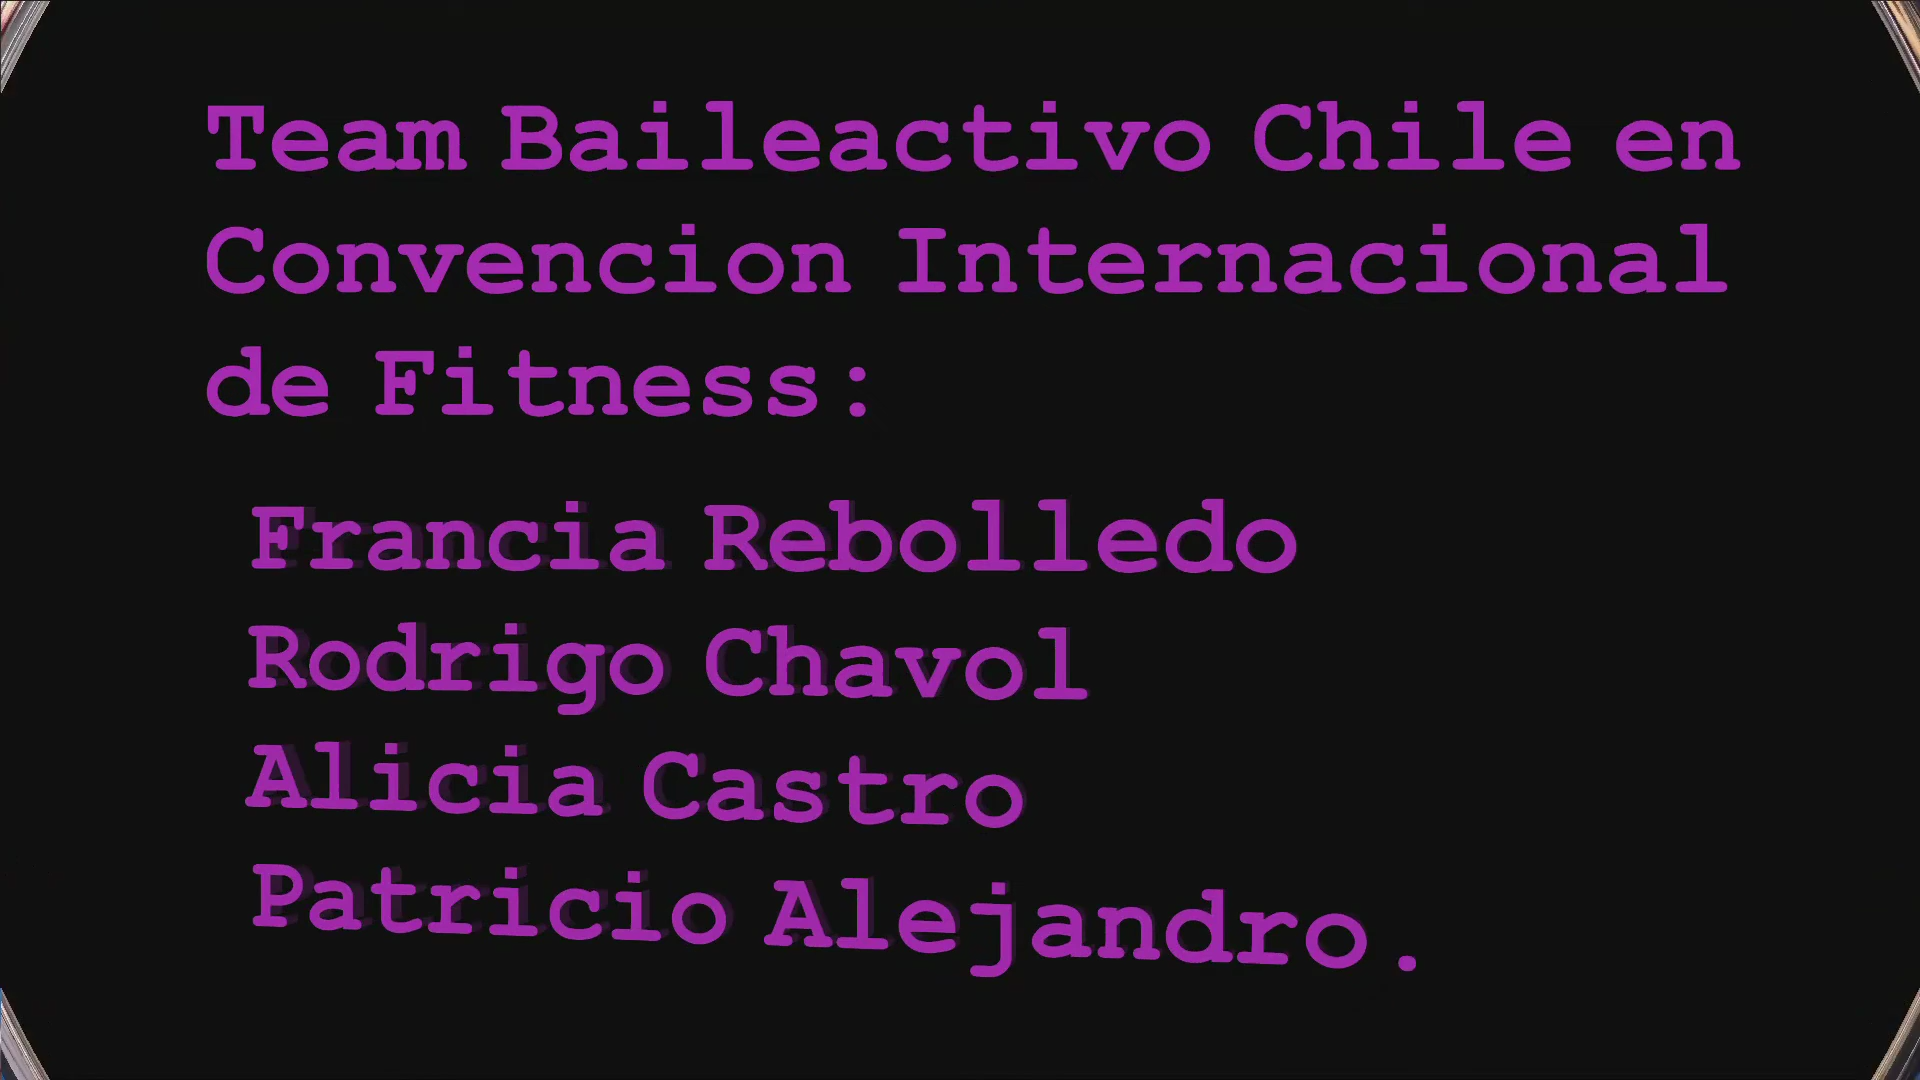 Team Baileactivo Chile en
Convencion Internacional
de Fitness:
Francia Rebolledo
Rodrigo Chavol
Alicia Castro
Patricio Alejandro.